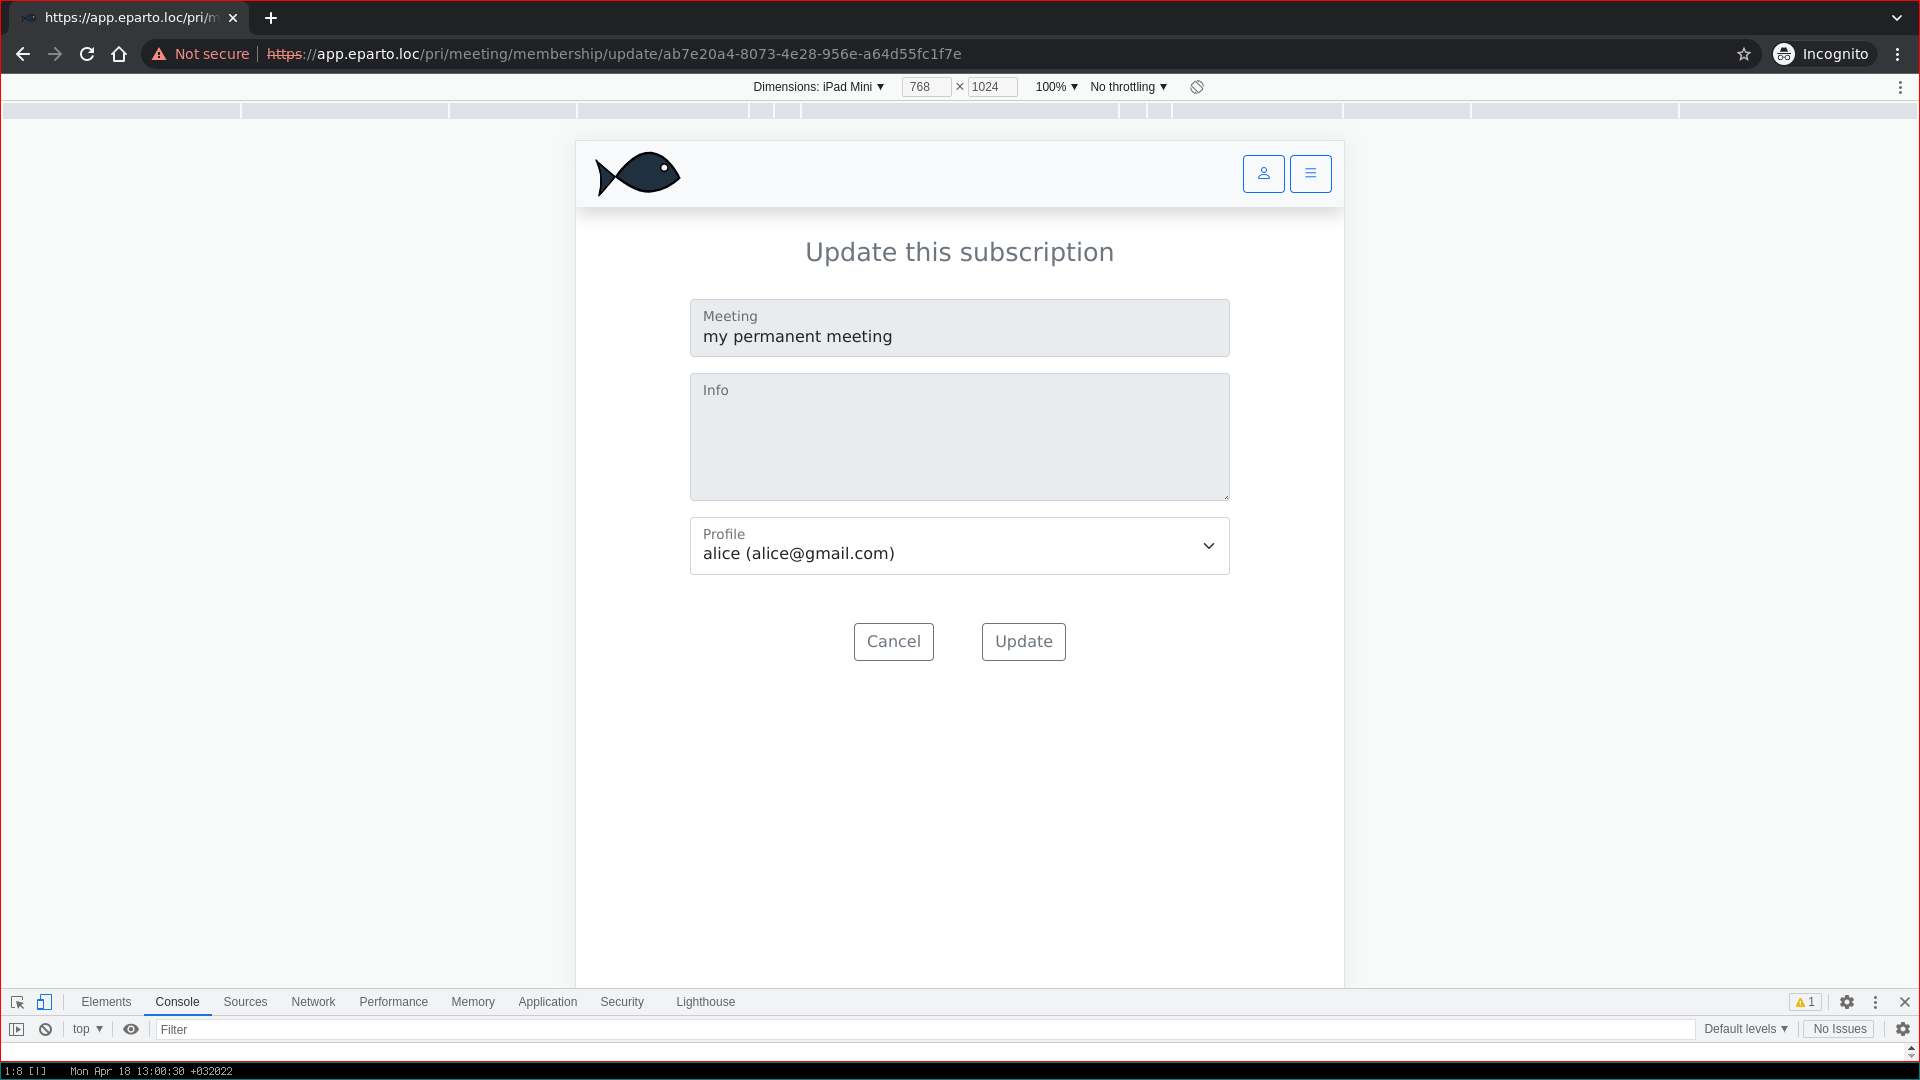 https://app.eparto.loc/pri/m
Not secure https://app.eparto.loc/pri/meeting/membership/update/ab7e20a4-8073-4e28-956e-a64d55fc1f7e Incognito
Dimensions: iPad Mini ▼ 768 × 1024 100% ▼ No throttling ▼
Update this subscription
Meeting
my permanent meeting
Info
Profile
alice (alice@gmail.com)
Cancel Update
Elements Console Sources Network Performance Memory Application Security Lighthouse 1
top ▼ Filter Default levels ▼ No Issues
1:8 [|] Mon Apr 18 13:00:30 +032022